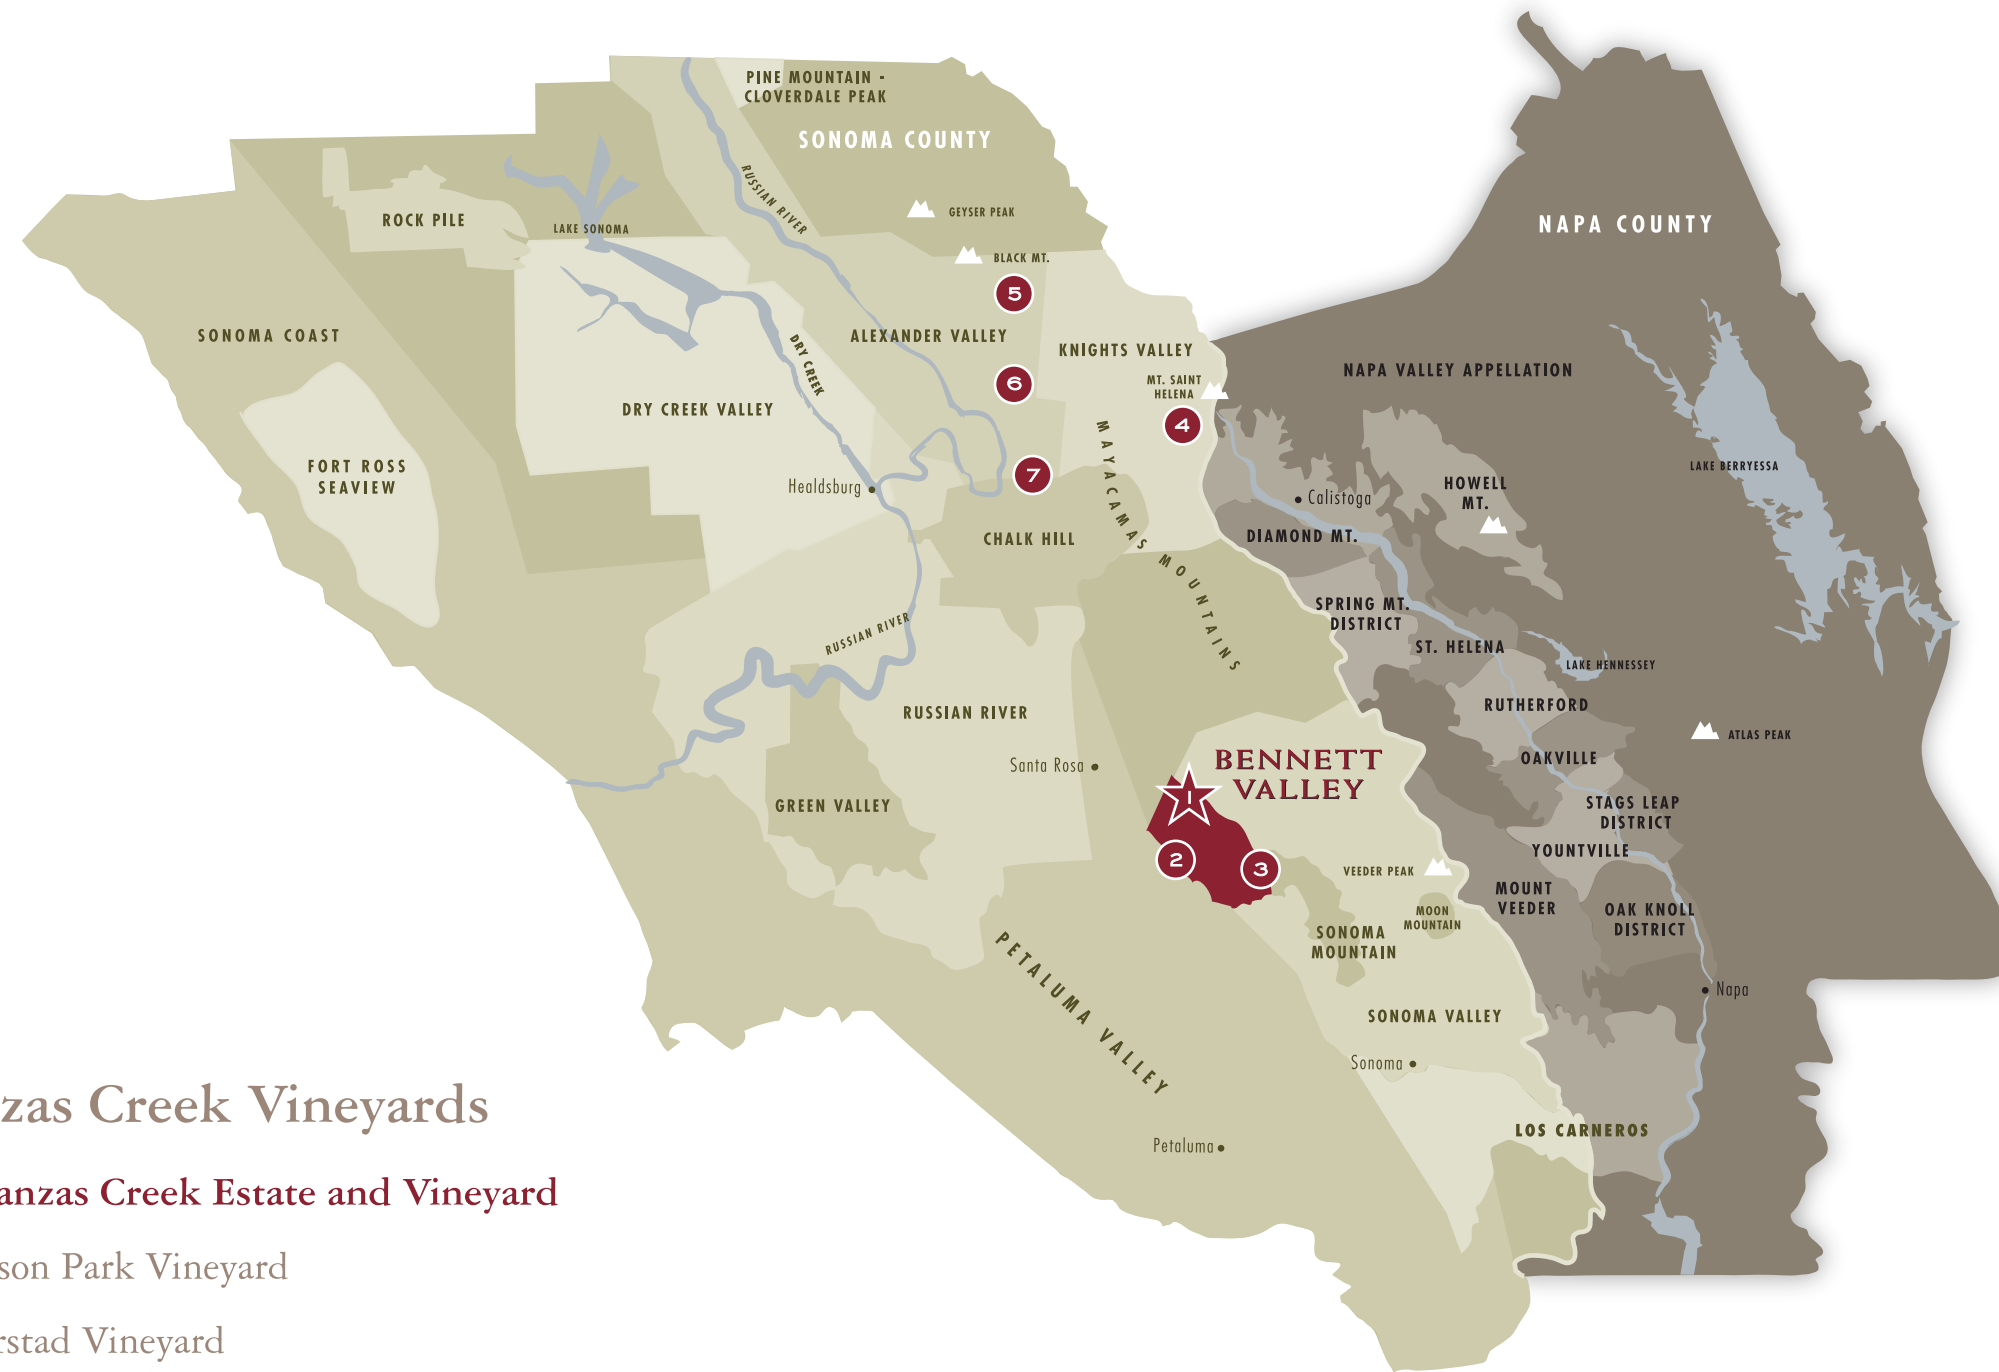 PINE MOUNTAIN -
CLOVERDALE PEAK
SONOMA COUNTY
RUSSIAN RIVER
GEYSER PEAK
ROCK PILE
LAKE SONOMA
BLACK MT.
5
NAPA COUNTY
SONOMA COAST
ALEXANDER VALLEY
KNIGHTS VALLEY
DRY CREEK
6
MT. SAINT
HELENA
NAPA VALLEY APPELLATION
DRY CREEK VALLEY
4
MAYACAMAS MOUNTAINS
FORT ROSS
SEAVIEW
7
Healdsburg
LAKE BERRYESSA
HOWELL
MT.
Calistoga
CHALK HILL
DIAMOND MT.
SPRING MT.
DISTRICT
RUSSIAN RIVER
ST. HELENA
LAKE HENNESSEY
RUTHERFORD
RUSSIAN RIVER
ATLAS PEAK
Santa Rosa
BENNETT
VALLEY
OAKVILLE
1
GREEN VALLEY
STAGS LEAP
DISTRICT
YOUNTVILLE
2
3
VEEDER PEAK
MOUNT
VEEDER
MOON
MOUNTAIN
OAK KNOLL
DISTRICT
SONOMA
MOUNTAIN
PETALUMA VALLEY
Napa
SONOMA VALLEY
Sonoma
LOS CARNEROS
Petaluma
zas Creek Vineyards
anzas Creek Estate and Vineyard
son Park Vineyard
rstad Vineyard